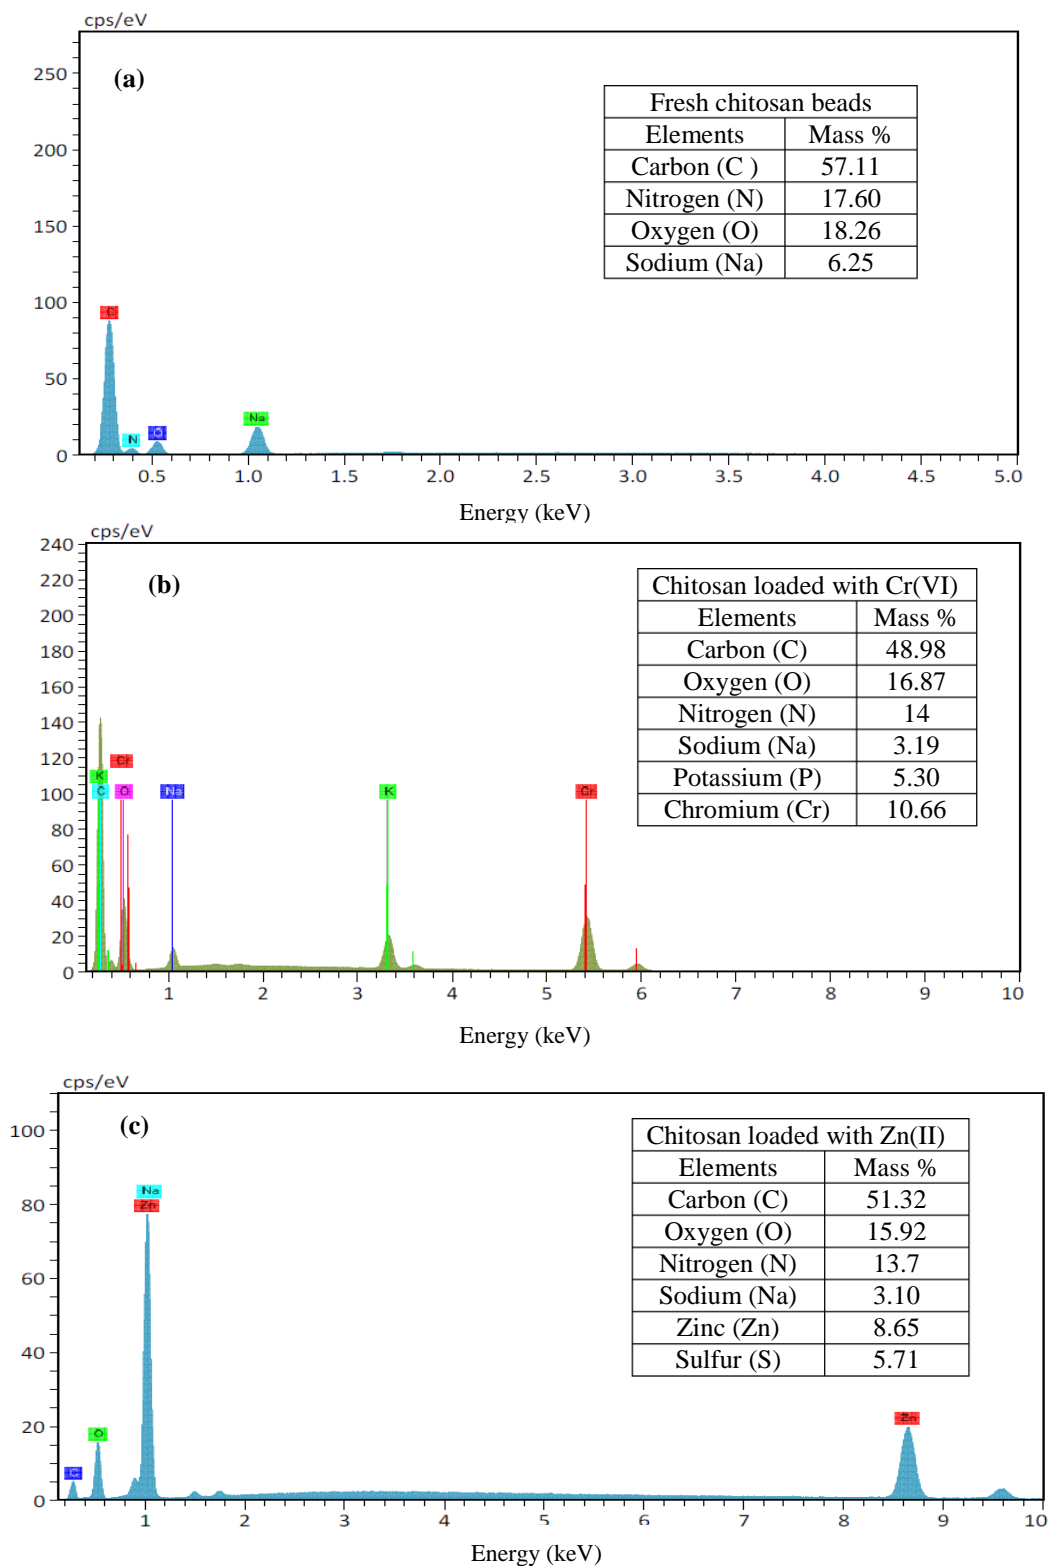 cps/eV
(a)
250
200
150
100
50
0
C
N
O
Na
0.5 1.0 1.5 2.0 2.5 3.0 3.5 4.0 4.5 5.0
Energy (keV)
Fresh chitosan beads
Elements Mass %
Carbon (C ) 57.11
Nitrogen (N) 17.60
Oxygen (O) 18.26
Sodium (Na) 6.25
cps/eV
(b)
240
220
200
180
160
140
120
100
80
60
40
20
0
Cr
K
C O Na K Cr
1 2 3 4 5 6 7 8 9 10
Energy (keV)
Chitosan loaded with Cr(VI)
Elements Mass %
Carbon (C) 48.98
Oxygen (O) 16.87
Nitrogen (N) 14
Sodium (Na) 3.19
Potassium (P) 5.30
Chromium (Cr) 10.66
cps/eV
(c)
100
80
60
40
20
0
Na
Zn
O
C
Zn
1 2 3 4 5 6 7 8 9 10
Energy (keV)
Chitosan loaded with Zn(II)
Elements Mass %
Carbon (C) 51.32
Oxygen (O) 15.92
Nitrogen (N) 13.7
Sodium (Na) 3.10
Zinc (Zn) 8.65
Sulfur (S) 5.71